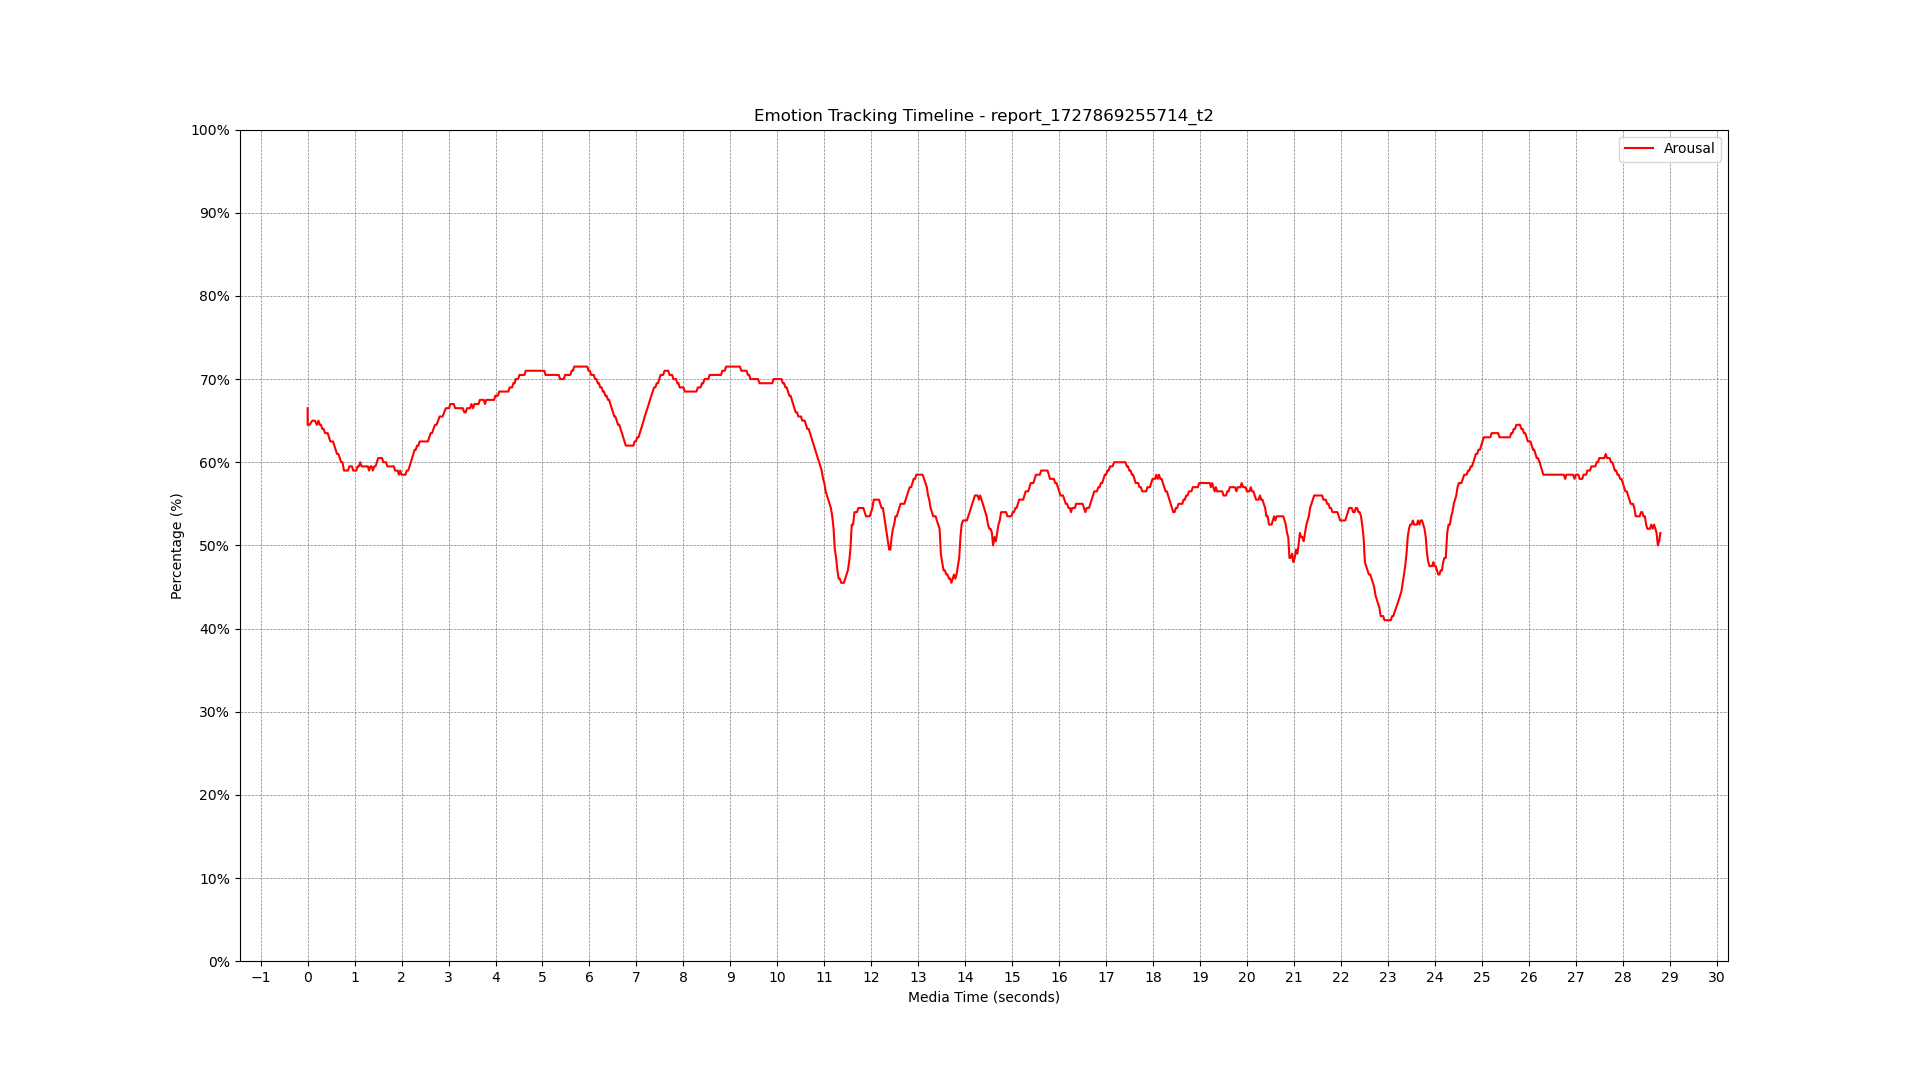 Emotion Tracking Timeline - report_1727869255714_t2
Arousal
Percentage (%)
100%
90%
80%
70%
60%
50%
40%
30%
20%
10%
0%
−1 0 1 2 3 4 5 6 7 8 9 10 11 12 13 14 15 16 17 18 19 20 21 22 23 24 25 26 27 28 29 30
Media Time (seconds)